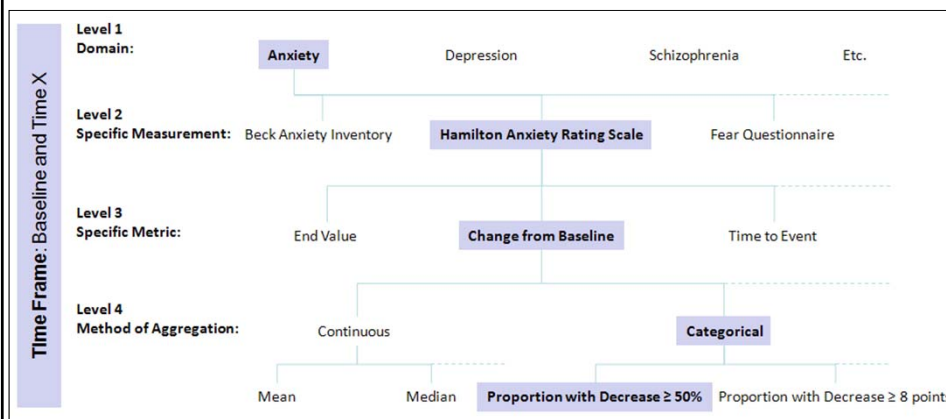 TIme Frame: Baseline and Time X
Level 1
Domain:
Anxiety Depression Schizophrenia Etc.
Level 2
Specific Measurement:
Beck Anxiety Inventory Hamilton Anxiety Rating Scale Fear Questionnaire
Level 3
Specific Metric:
End Value Change from Baseline Time to Event
Level 4
Method of Aggregation:
Continuous Categorical
Mean Median Proportion with Decrease ≥ 50% Proportion with Decrease ≥ 8 point